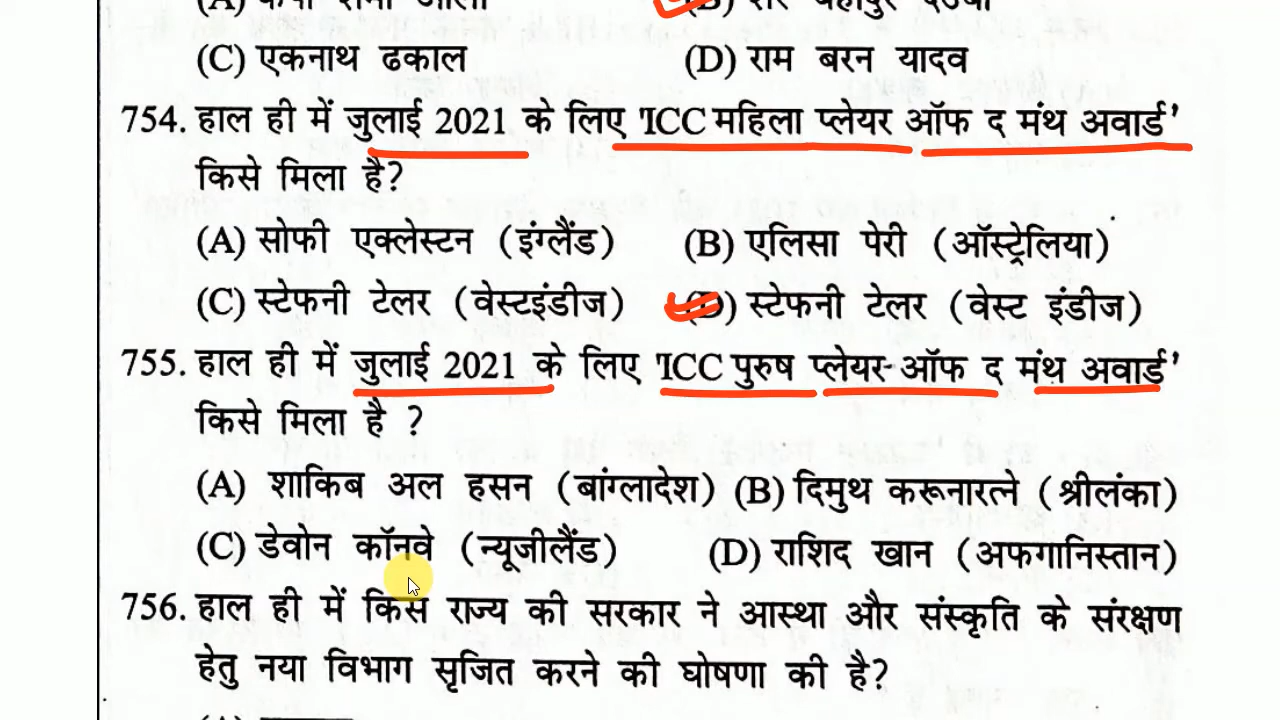 (C) एकनाथ ढकाल (D) राम बरन यादव
754. हाल ही में जुलाई 2021 के लिए 'ICC महिला प्लेयर ऑफ द मंथ अवार्ड'
किसे मिला है?
(A) सोफी एक्लेस्टन (इंग्लैंड) (B) एलिसा पेरी (ऑस्ट्रेलिया)
(C) स्टेफनी टेलर (वेस्टइंडीज) (D) स्टेफनी टेलर (वेस्ट इंडीज)
755. हाल ही में जुलाई 2021 के लिए 'ICC पुरुष प्लेयर ऑफ द मंथ अवार्ड'
किसे मिला है ?
(A) शाकिब अल हसन (बांग्लादेश) (B) दिमुथ करूनारत्ने (श्रीलंका)
(C) डेवोन कॉनवे (न्यूजीलैंड) (D) राशिद खान (अफगानिस्तान)
756. हाल ही में किस राज्य की सरकार ने आस्था और संस्कृति के संरक्षण
हेतु नया विभाग सृजित करने की घोषणा की है?